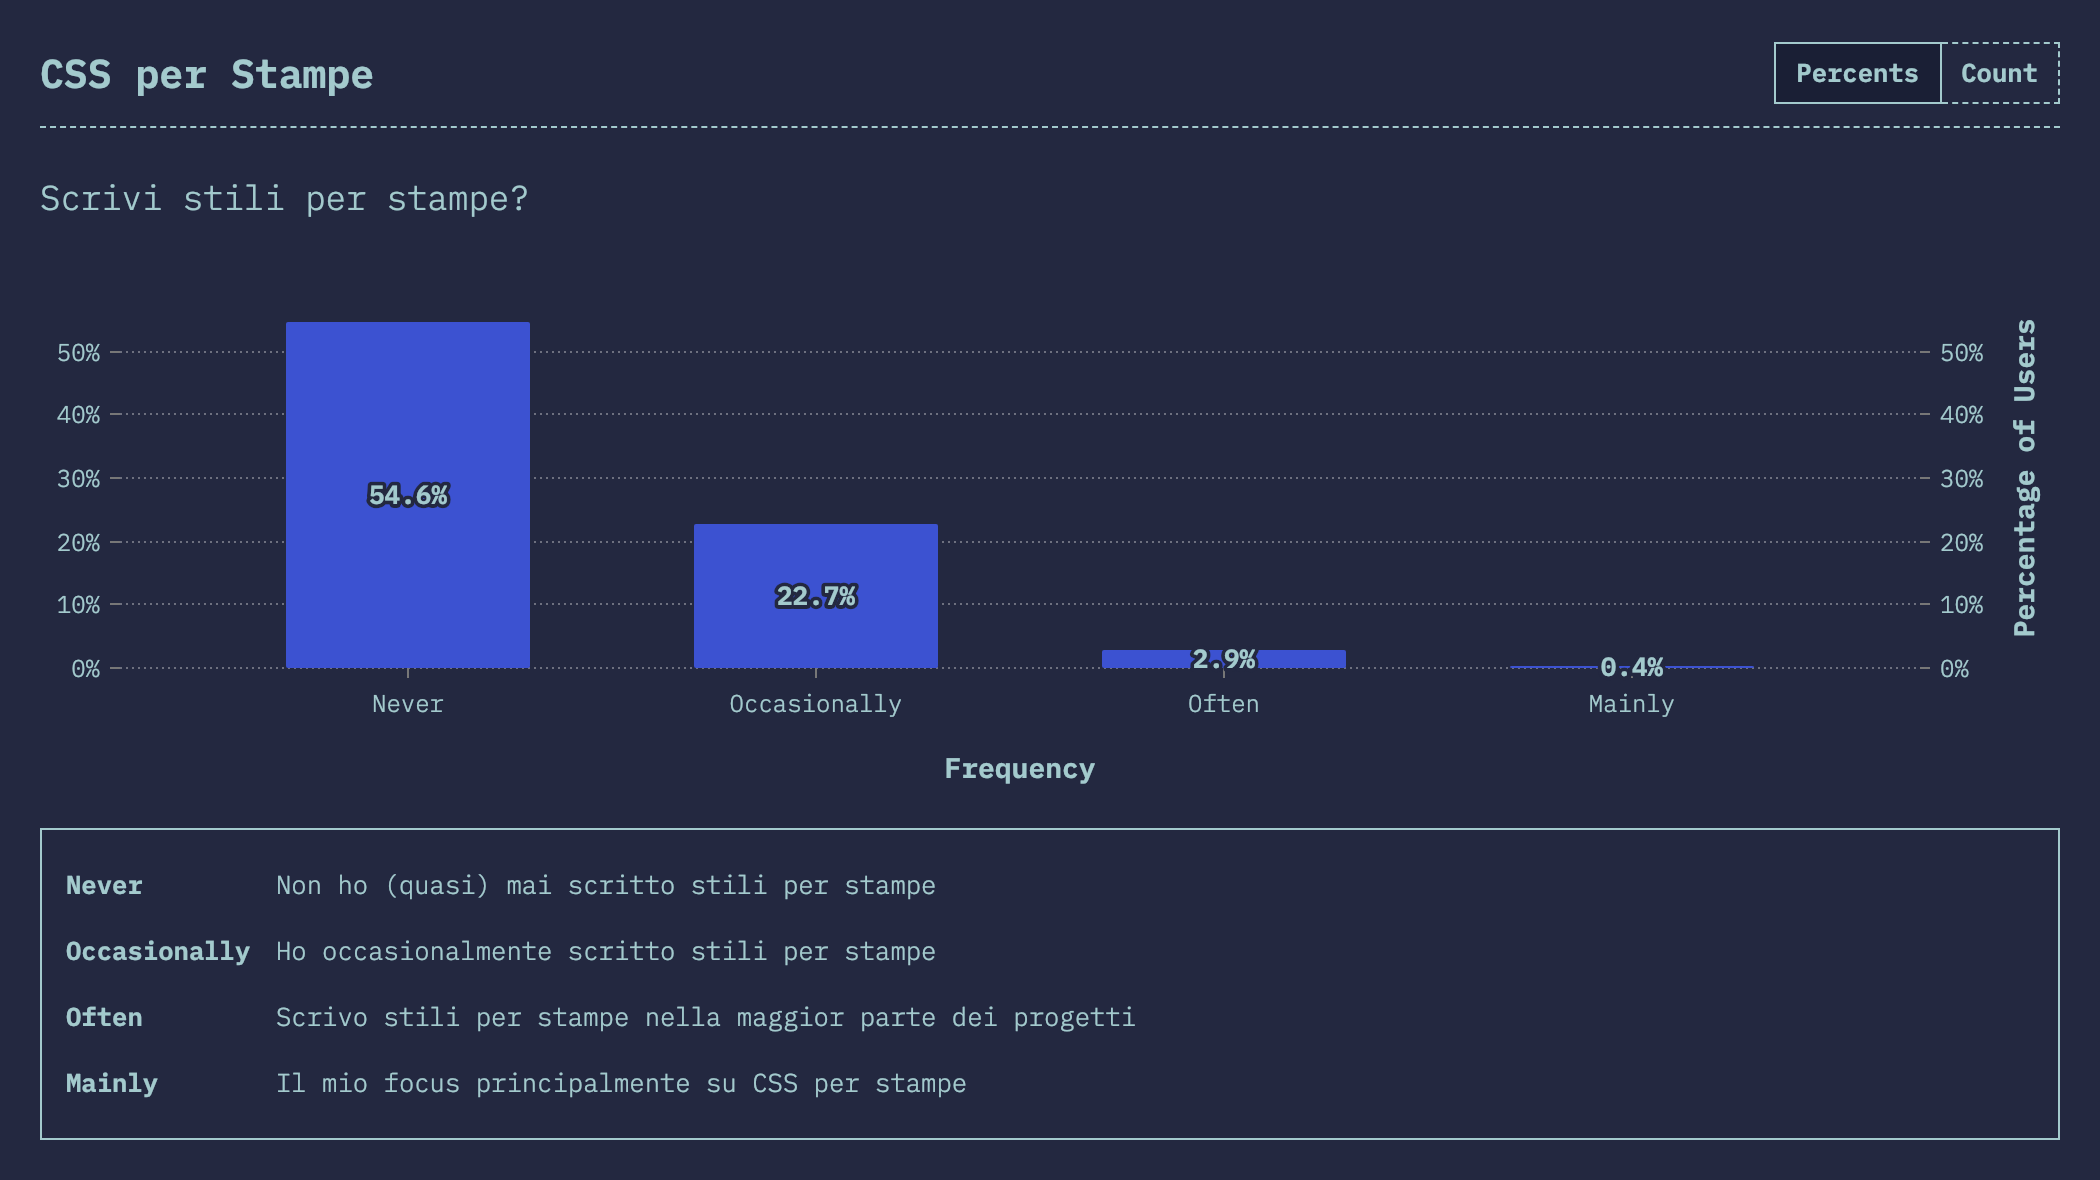 CSS per Stampe
Percents Count
Scrivi stili per stampe?
50% 50%
40% 40%
30% 30%
20% 20%
10% 10%
0% 0%
54.6%
22.7%
2.9%
0.4%
Percentage of Users
Never Occasionally Often Mainly
Frequency
Never Non ho (quasi) mai scritto stili per stampe
Occasionally Ho occasionalmente scritto stili per stampe
Often Scrivo stili per stampe nella maggior parte dei progetti
Mainly Il mio focus principalmente su CSS per stampe